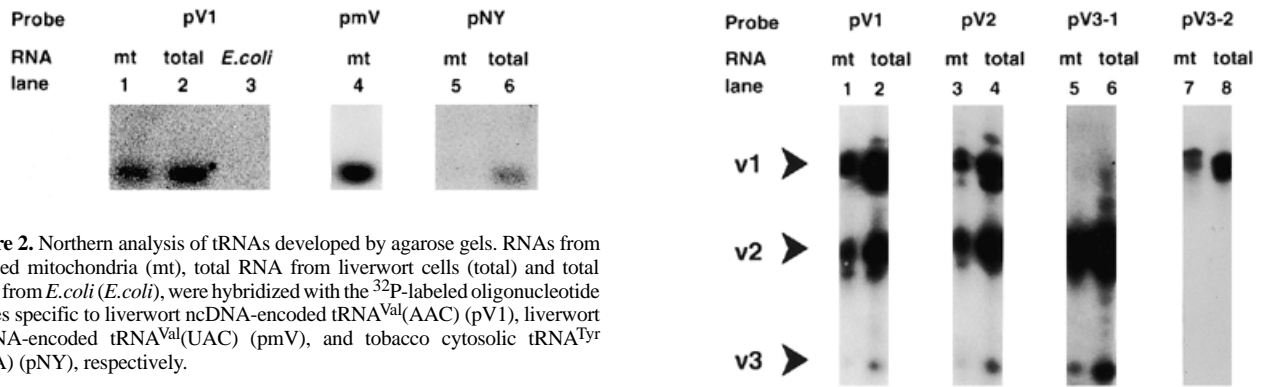 Probe pV1 pmV pNY
RNA mt total E.coli mt mt total
lane 1 2 3 4 5 6
re 2. Northern analysis of tRNAs developed by agarose gels. RNAs from
ed mitochondria (mt), total RNA from liverwort cells (total) and total
from E.coli (E.coli), were hybridized with the 32P-labeled oligonucleotide
es specific to liverwort ncDNA-encoded tRNAVal(AAC) (pV1), liverwort
NA-encoded tRNAVal(UAC) (pmV), and tobacco cytosolic tRNATyr
A) (pNY), respectively.
Probe pV1 pV2 pV3-1 pV3-2
RNA mt total mt total mt total mt total
lane 1 2 3 4 5 6 7 8
v1
v2
v3